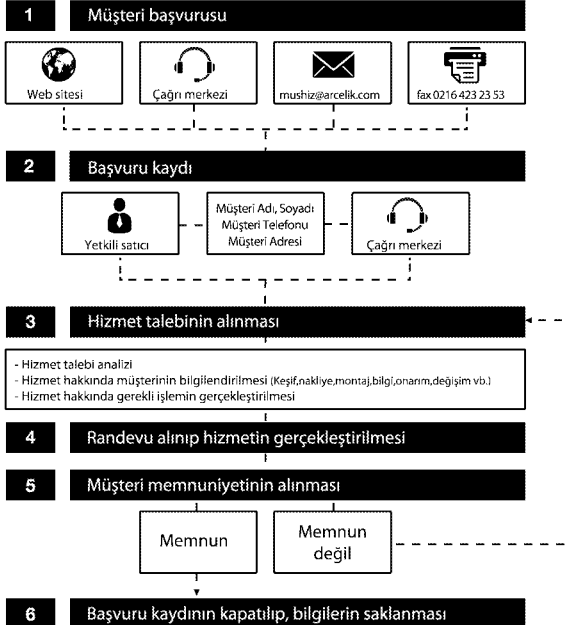 1 Müşteri başvurusu
Web sitesi
Çağrı merkezi
mushiz@arcelik.com
fax 0216 423 23 53
2 Başvuru kaydı
Yetkili satıcı
Müşteri Adı, Soyadı
Müşteri Telefonu
Müşteri Adresi
Çağrı merkezi
3 Hizmet talebinin alınması
- Hizmet talebi analizi
- Hizmet hakkında müşterinin bilgilendirilmesi (Keşif,nakliye,montaj,bilgi,onarım,değişim vb.)
- Hizmet hakkında gerekli işlemin gerçekleştirilmesi
4 Randevu alınıp hizmetin gerçekleştirilmesi
5 Müşteri memnuniyetinin alınması
Memnun
Memnun
değil
6 Başvuru kaydının kapatılıp, bilgilerin saklanması